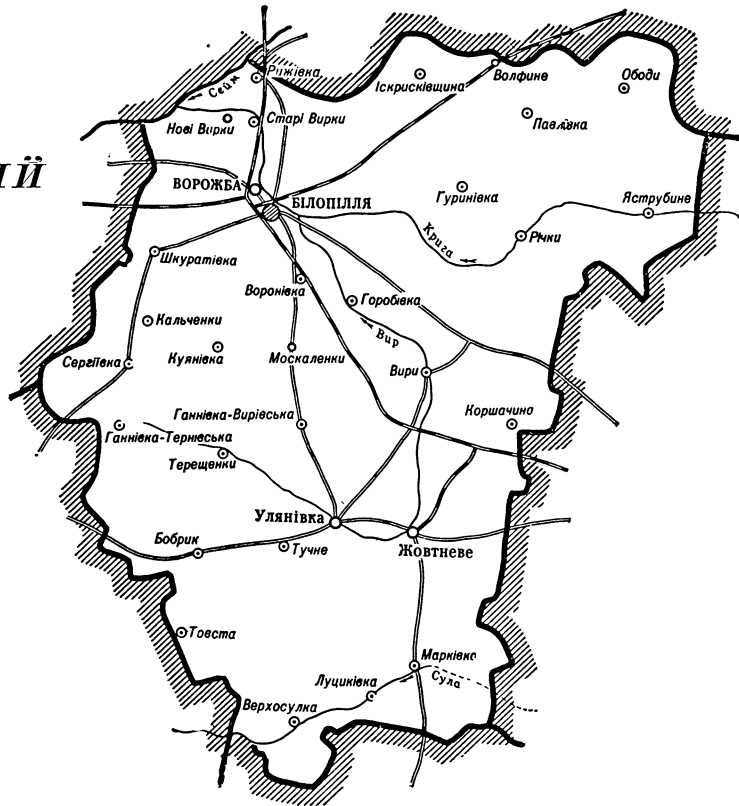 Рижівка
Сейм
Іскрисківщина
Волфине
Ободи
Нові Вирки
Старі Вирки
Павлівка
ИЙ
ВОРОЖБА
БІЛОПІЛЛЯ
Гуринівка
Яструбине
Крига
Річки
Шкуратівка
Воронівка
Горобівка
Кальченки
Вир
Сергіївка
Куянівка
Москаленки
Вири
Ганнівка-Вирівська
Коршачино
Ганнівка-Тернівська
Терещенки
УЛЯНІВКА
Бобрик
Тучне
ЖОВТНЕВЕ
Товста
Марківка
Луциківка
Сула
Верхосулка